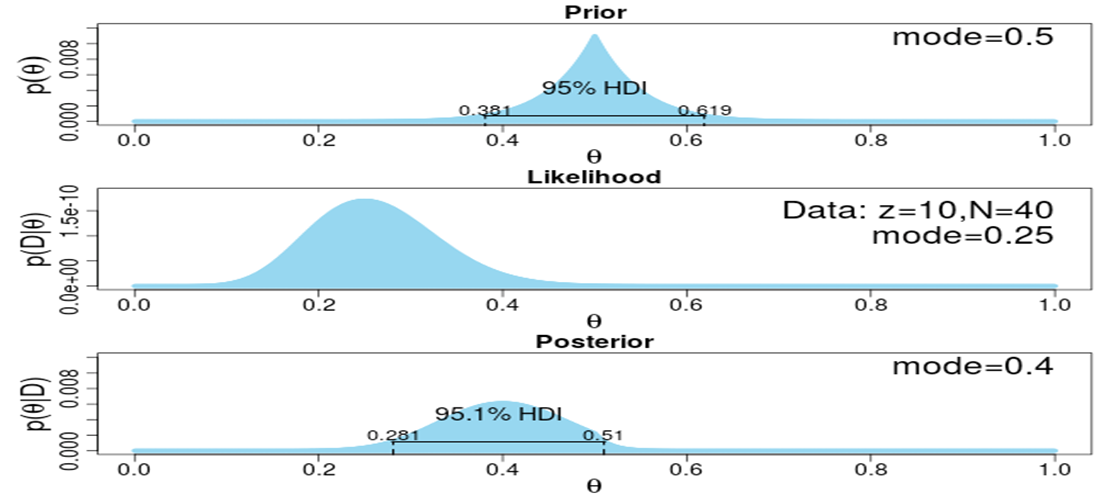 Prior
mode=0.5
p(θ)
0.008
0.000
95% HDI
0.381
0.619
0.0 0.2 0.4 0.6 0.8 1.0
θ
Likelihood
Data: z=10,N=40
mode=0.25
p(D|θ)
1.5e-10
0.0e+00
0.0 0.2 0.4 0.6 0.8 1.0
θ
Posterior
mode=0.4
p(θ|D)
0.008
0.000
95.1% HDI
0.281
0.51
0.0 0.2 0.4 0.6 0.8 1.0
θ